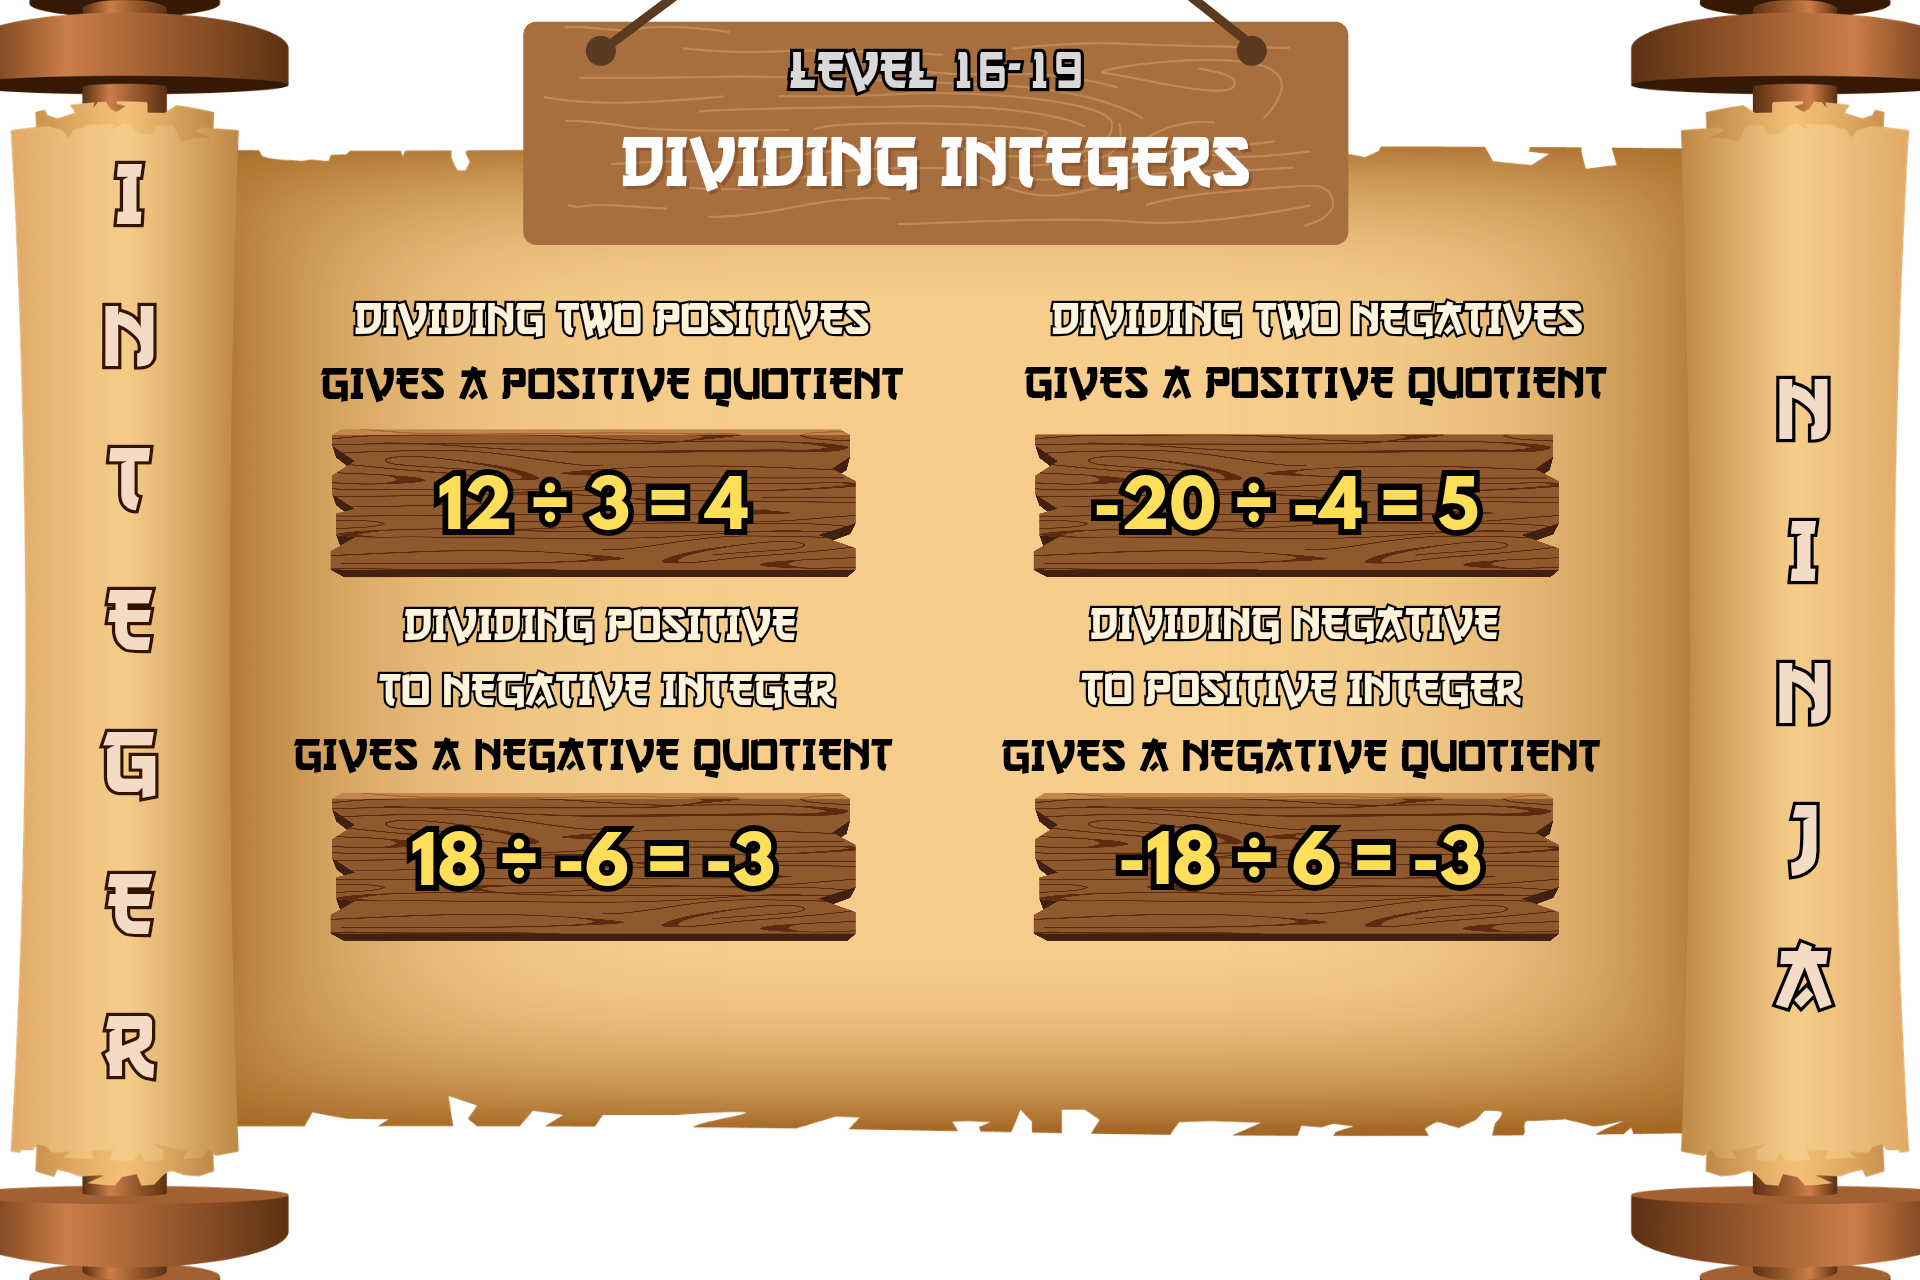 LEVEL 16-19
DIVIDING INTEGERS
INTEGER
DIVIDING TWO POSITIVES
GIVES A POSITIVE QUOTIENT
12 ÷ 3 = 4
DIVIDING TWO NEGATIVES
GIVES A POSITIVE QUOTIENT
-20 ÷ -4 = 5
DIVIDING POSITIVE
TO NEGATIVE INTEGER
GIVES A NEGATIVE QUOTIENT
18 ÷ -6 = -3
DIVIDING NEGATIVE
TO POSITIVE INTEGER
GIVES A NEGATIVE QUOTIENT
-18 ÷ 6 = -3
NINJA